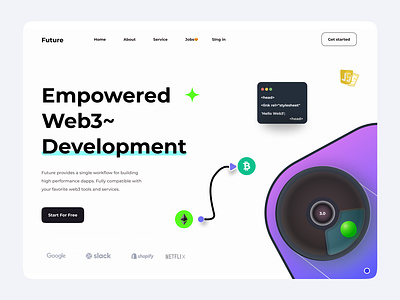 Future
Home About Service Jobs Sing in
Get started
Empowered
Web3~
Development
Future provides a single workflow for building
high performance dapps. Fully compatible with
your favorite web3 tools and services.
Start For Free
Google slack shopify NETFLIX
<head>
<link ref="stylesheet"
'Hello Web3';
<head>
JS
3.0